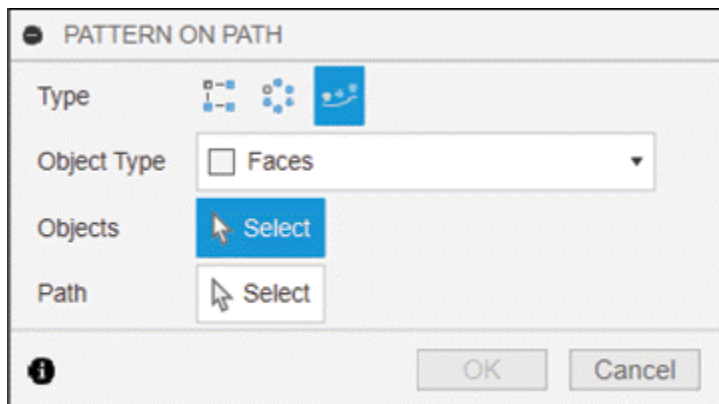 PATTERN ON PATH
Type
Object Type Faces
Objects Select
Path Select
OK Cancel